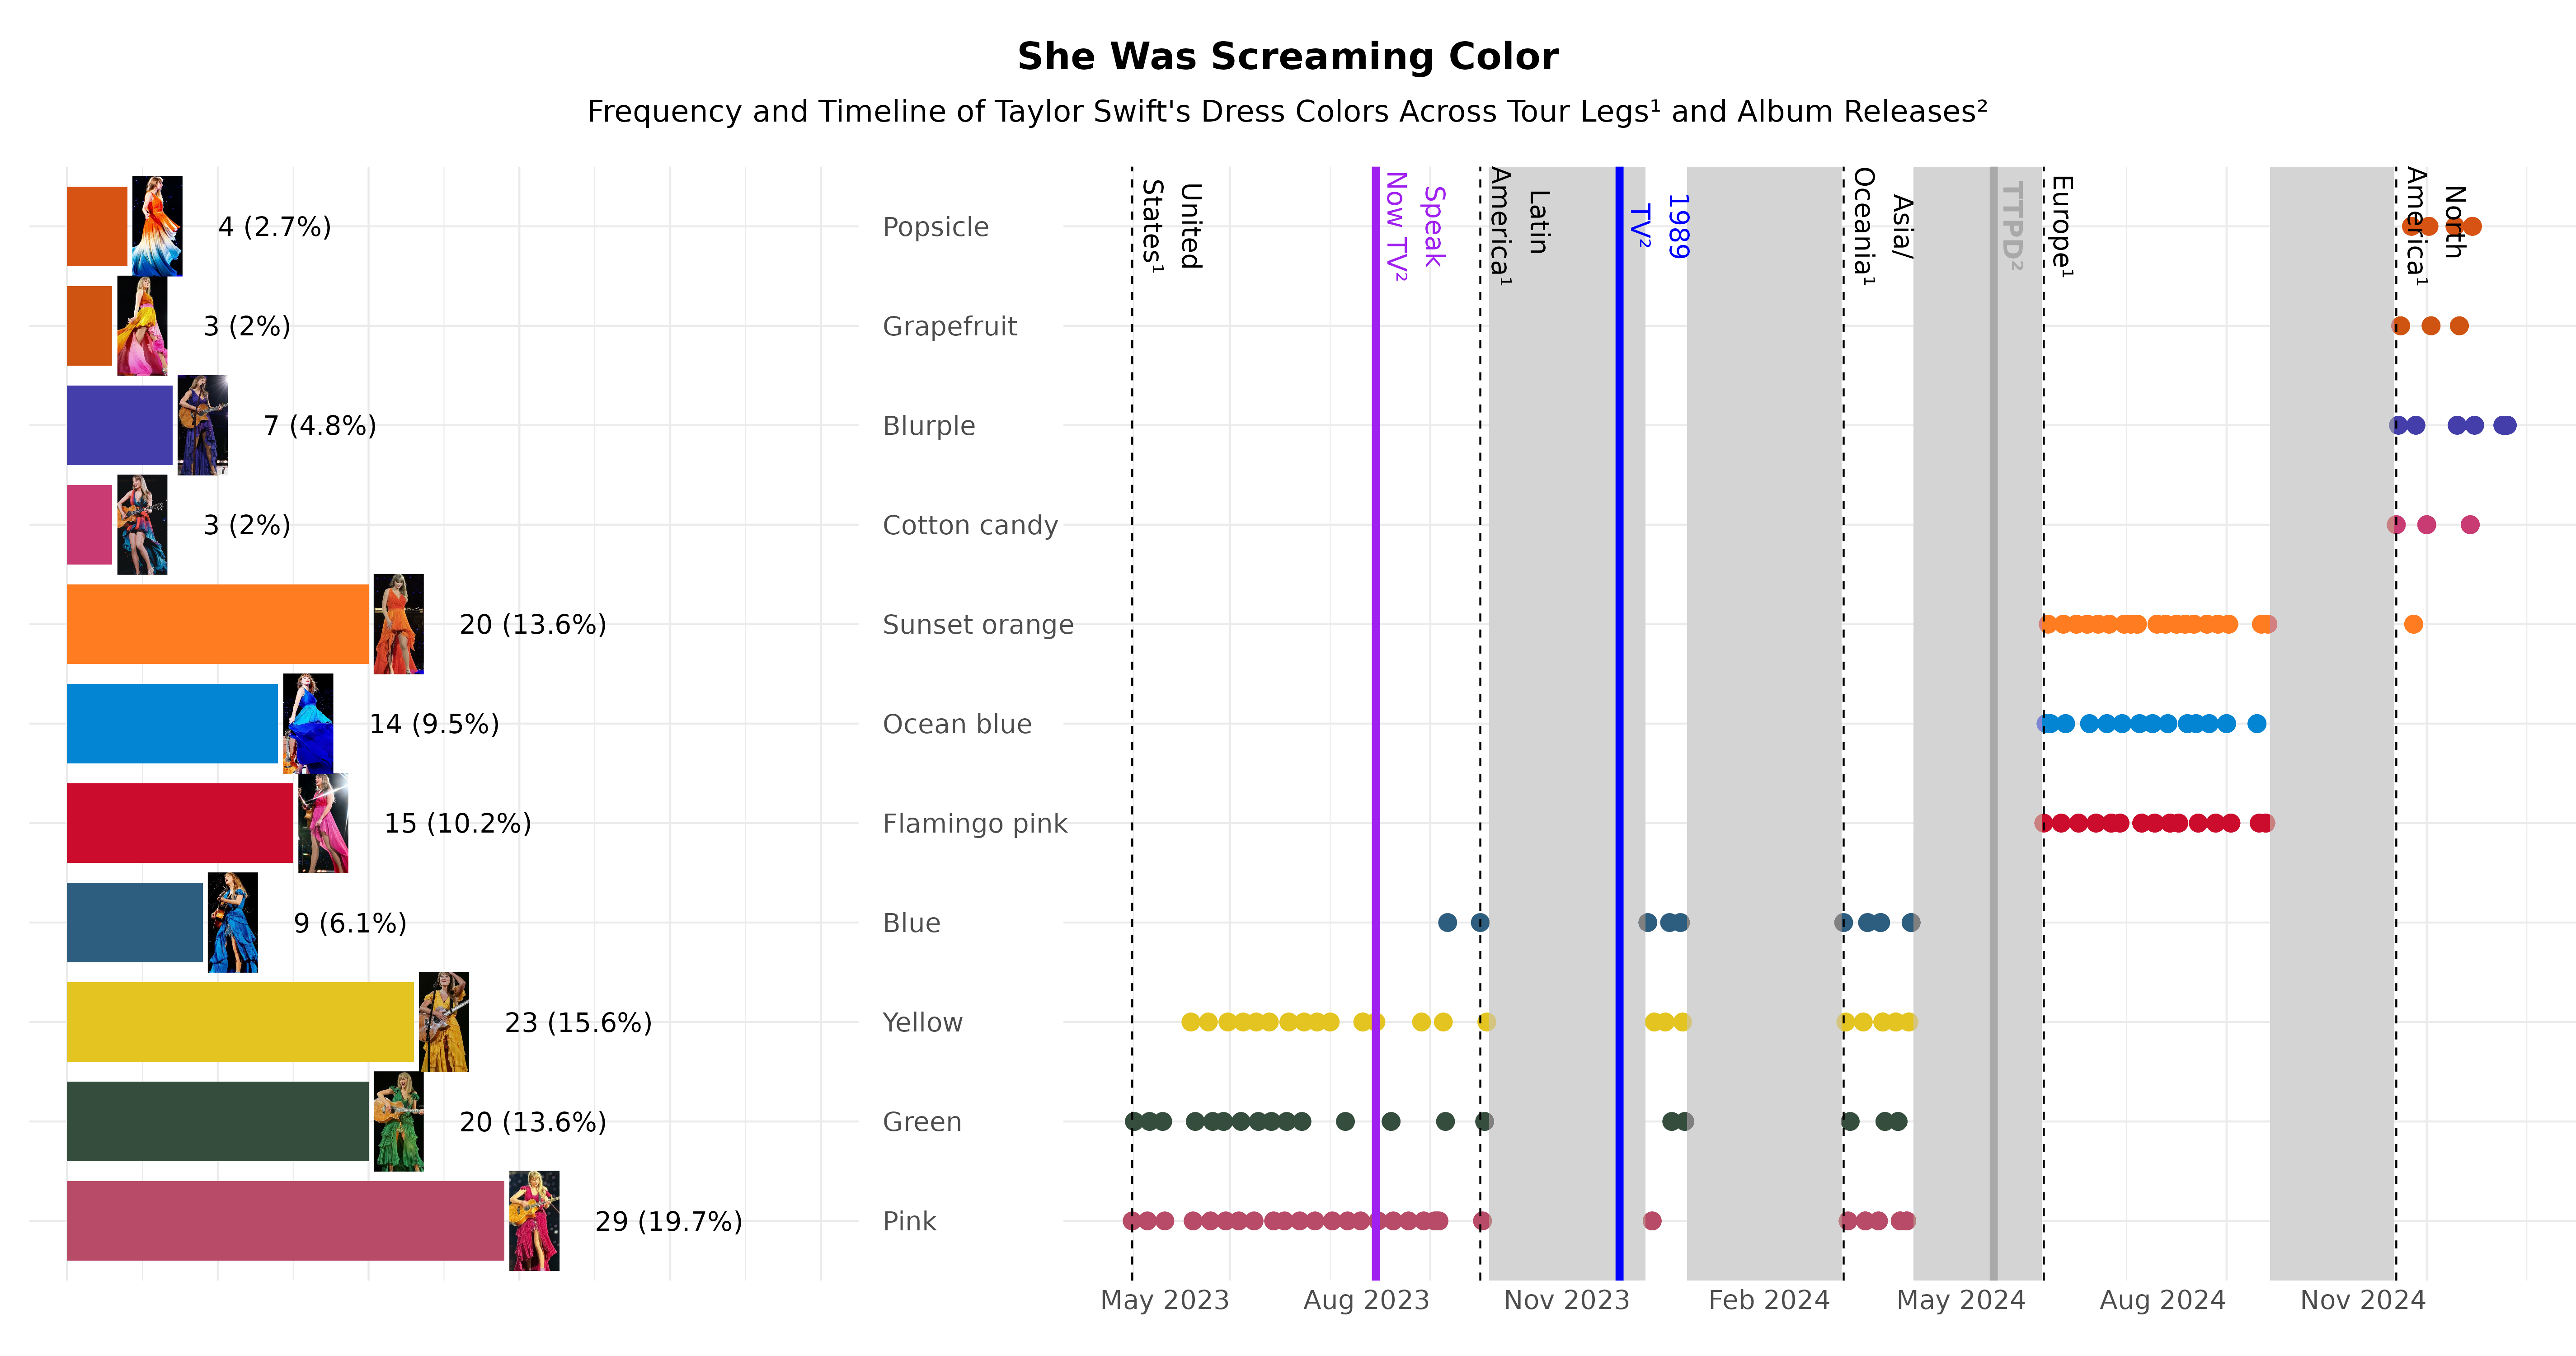 She Was Screaming Color
Frequency and Timeline of Taylor Swift's Dress Colors Across Tour Legs¹ and Album Releases²
United
States¹
Speak
Now TV²
Latin
America¹
1989
TV²
Asia/
Oceania¹
TTPD²
Europe¹
North
America¹
4 (2.7%)
Popsicle
3 (2%)
Grapefruit
7 (4.8%)
Blurple
3 (2%)
Cotton candy
20 (13.6%)
Sunset orange
14 (9.5%)
Ocean blue
15 (10.2%)
Flamingo pink
9 (6.1%)
Blue
23 (15.6%)
Yellow
20 (13.6%)
Green
29 (19.7%)
Pink
May 2023
Aug 2023
Nov 2023
Feb 2024
May 2024
Aug 2024
Nov 2024